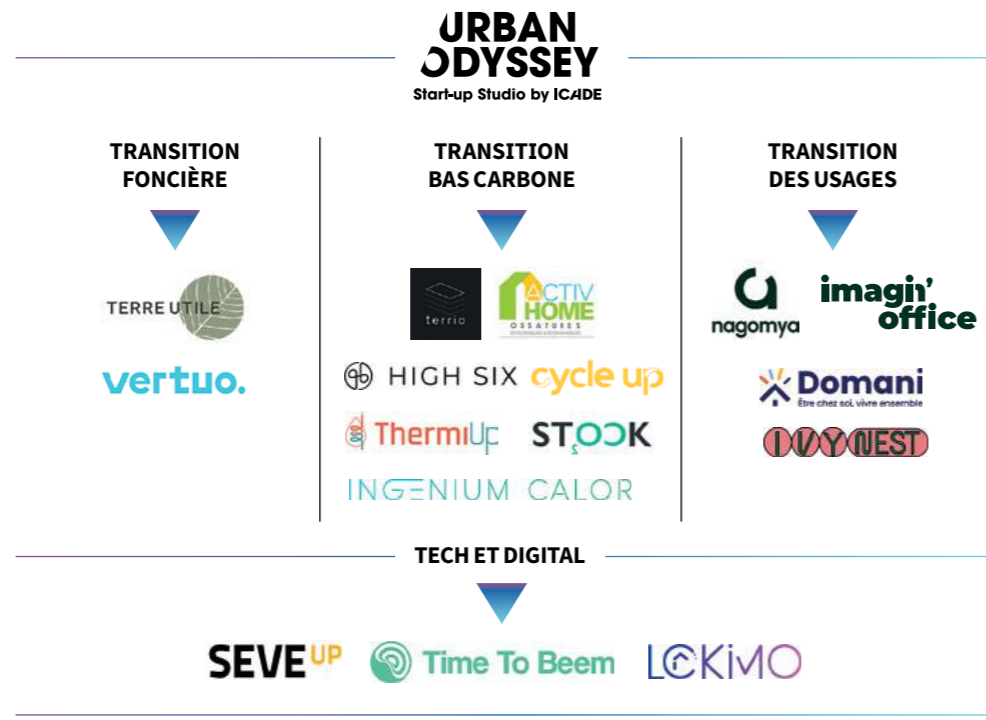 URBAN
ODYSSEY
Start-up Studio by ICADE
TRANSITION
FONCIÈRE
TERRE UTILE
vertuo.
TRANSITION
BAS CARBONE
terrio
ACTIV
HOME
OSSATURES
HIGH SIX
cycle up
ThermiUp
STOCK
INGENIUM CALOR
TRANSITION
DES USAGES
nagomya
imagin'
office
Domani
Être chez soi, vivre ensemble
IVY NEST
TECH ET DIGITAL
SEVE UP
Time To Beem
LOKIMO